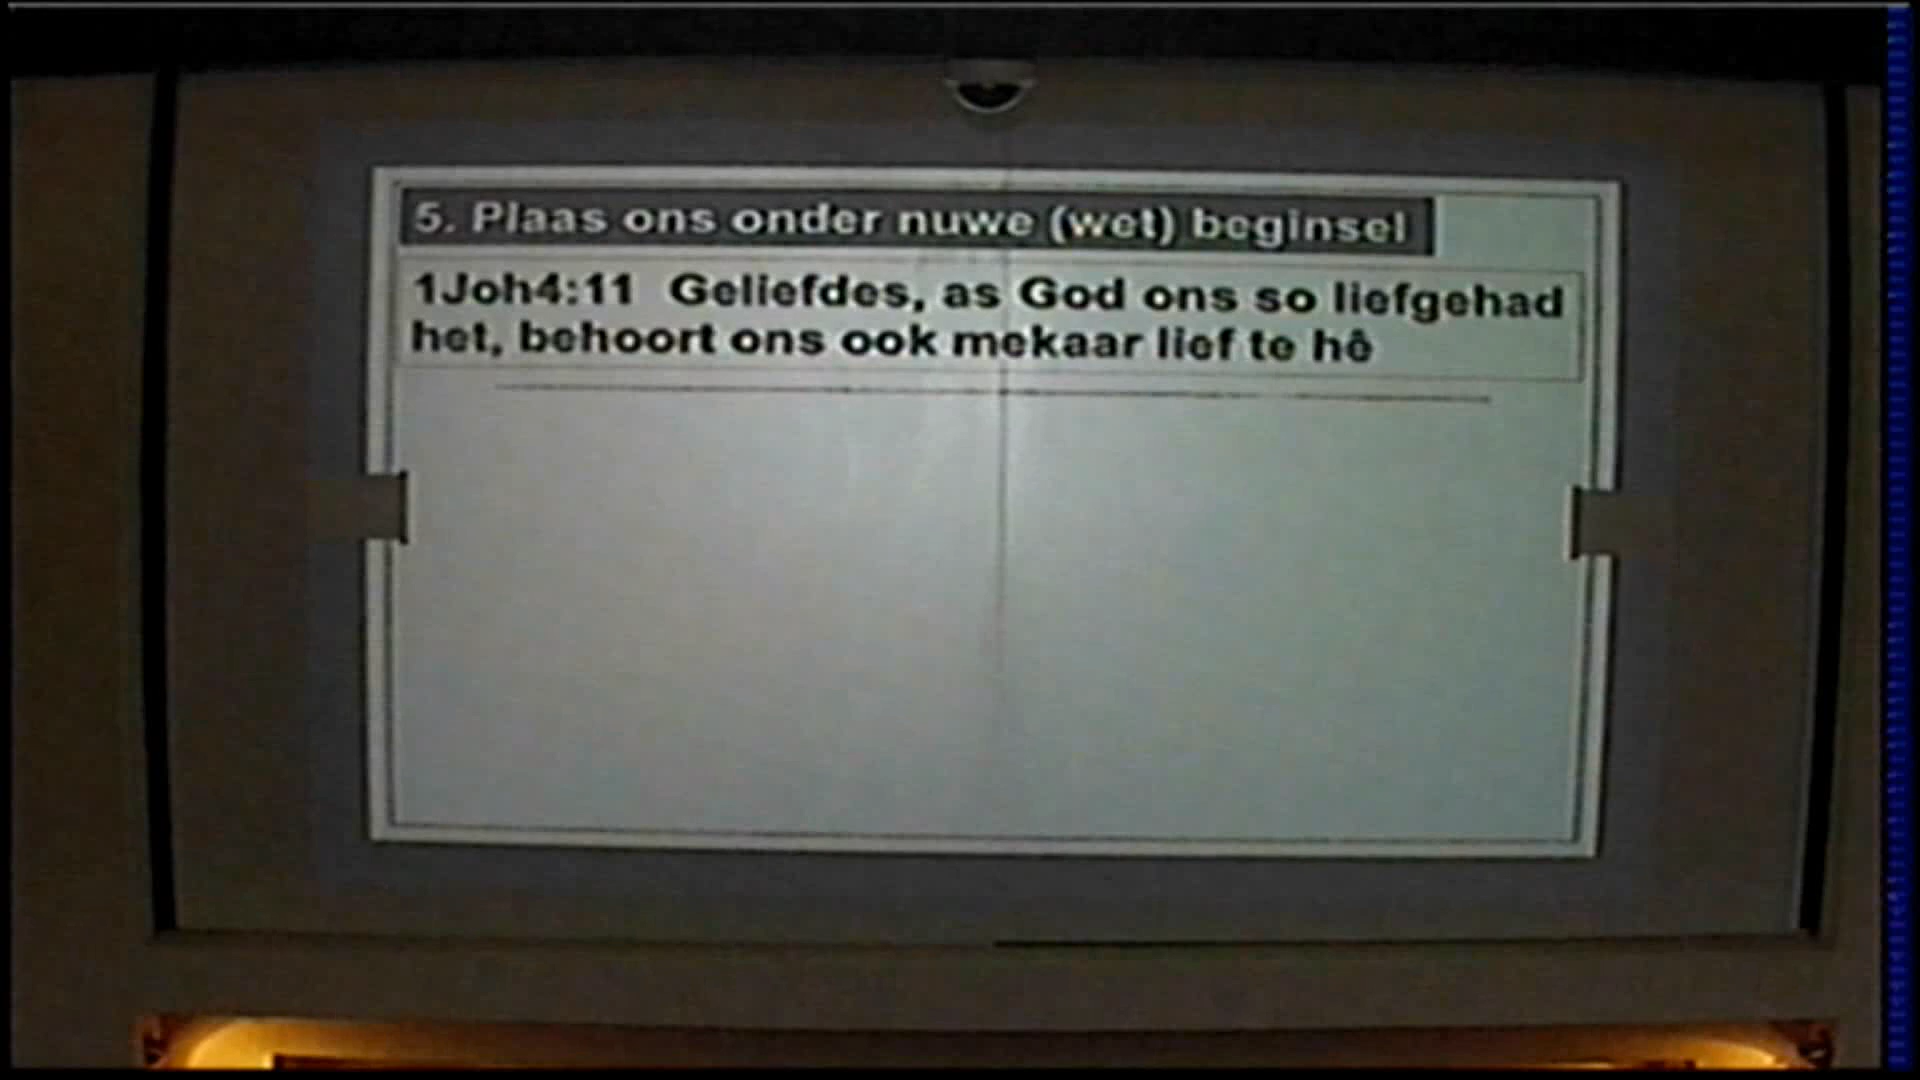 5. Plaas ons onder nuwe (wet) beginsel
1Joh4:11 Geliefdes, as God ons so liefgehad
het, behoort ons ook mekaar lief te hê